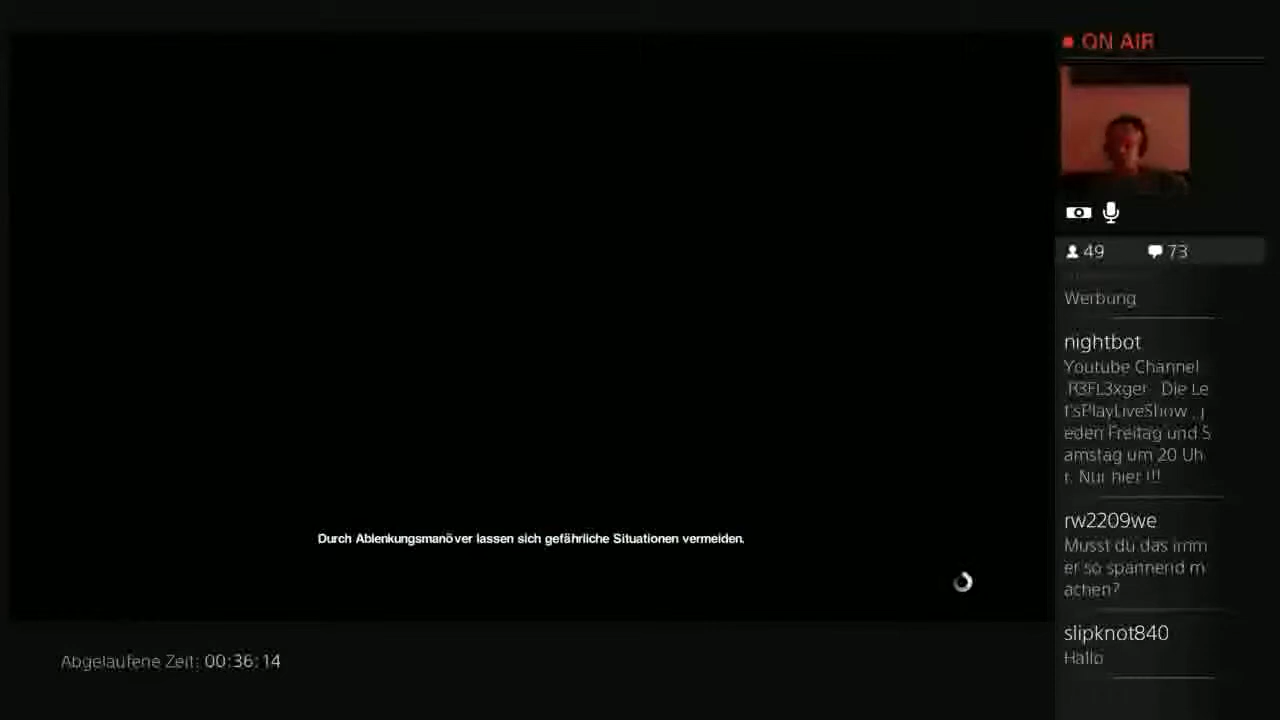 ON AIR
49 73
Werbung
nightbot
Youtube Channel
R3FL3xger Die Le
t'sPlayLiveShow , j
eden Freitag und S
amstag um 20 Uh
r. Nur hier !!!
rw2209we
Musst du das imm
er so spannend m
achen?
slipknot840
Hallo
Durch Ablenkungsmanöver lassen sich gefährliche Situationen vermeiden.
Abgelaufene Zeit: 00:36:14